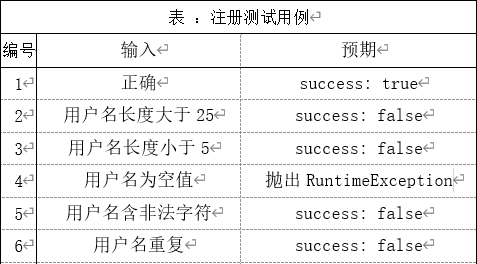 表 ：注册测试用例
编号 输入 预期
1 正确 success: true
2 用户名长度大于 25 success: false
3 用户名长度小于 5 success: false
4 用户名为空值 抛出 RuntimeException
5 用户名含非法字符 success: false
6 用户名重复 success: false